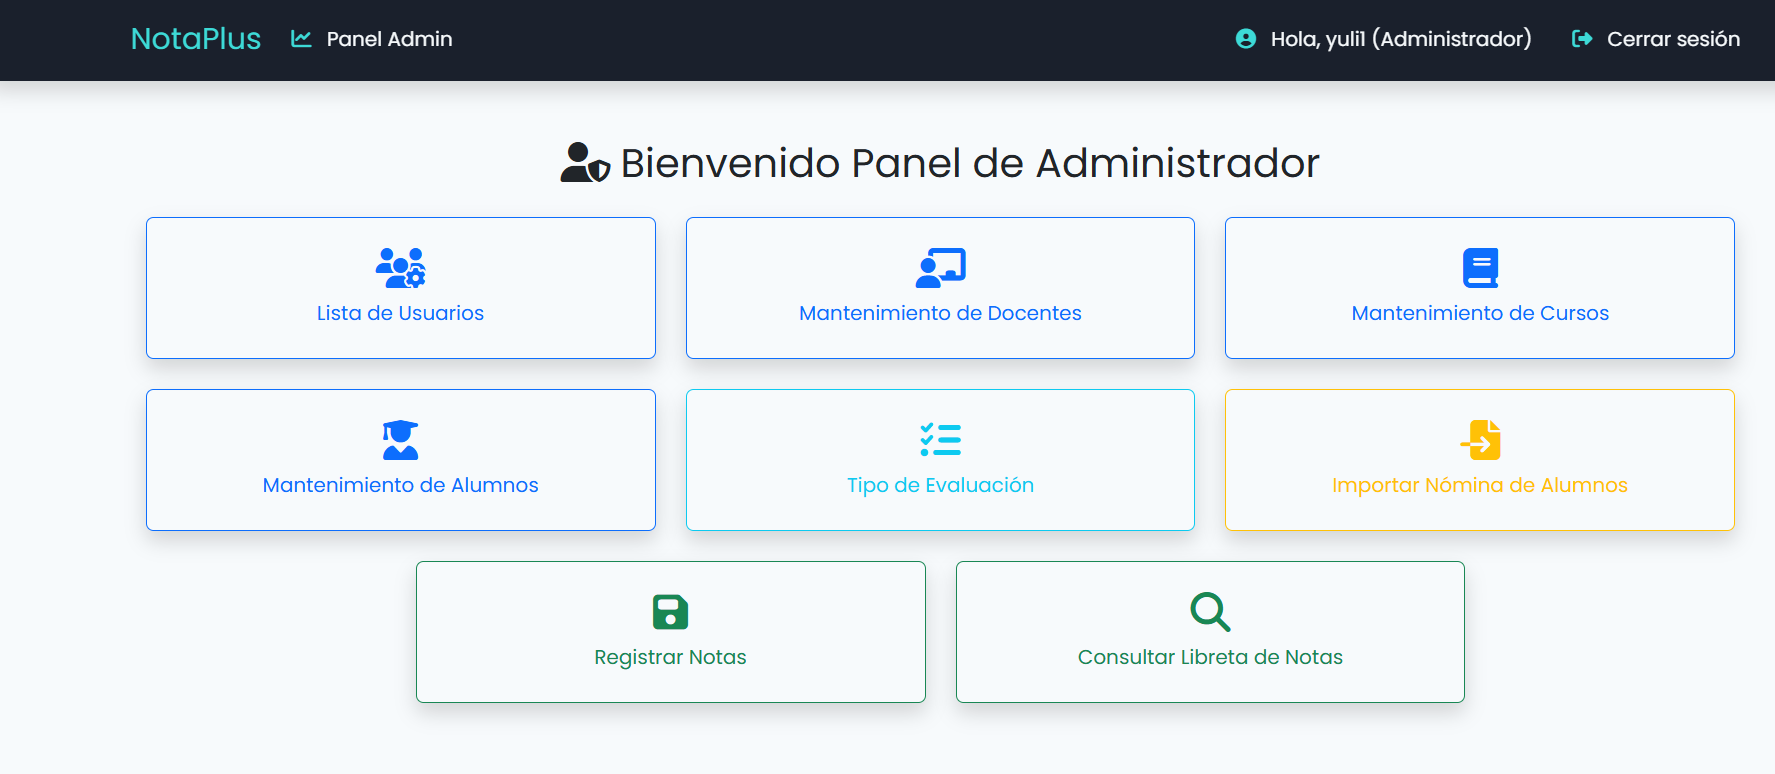 NotaPlus Panel Admin Hola, yuli1 (Administrador) Cerrar sesión
Bienvenido Panel de Administrador
Lista de Usuarios Mantenimiento de Docentes Mantenimiento de Cursos
Mantenimiento de Alumnos Tipo de Evaluación Importar Nómina de Alumnos
Registrar Notas Consultar Libreta de Notas